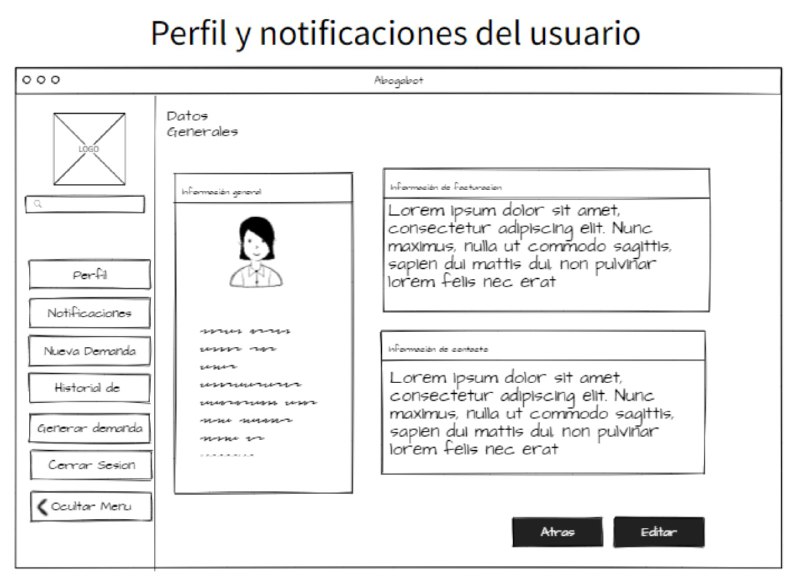 Perfil y notificaciones del usuario
Abogabot
LOGO
Perfil
Notificaciones
Nueva Demanda
Historial de
Generar demanda
Cerrar Sesion
Ocultar Menu
Datos
Generales
Información general
Información de facturacion
Lorem ipsum dolor sit amet,
consectetur adipiscing elit. Nunc
maximus, nulla ut commodo sagittis,
sapien dui mattis dui, non pulvinar
lorem felis nec erat
Información de contacto
Lorem ipsum dolor sit amet,
consectetur adipiscing elit. Nunc
maximus, nulla ut commodo sagittis,
sapien dui mattis dui, non pulvinar
lorem felis nec erat
Atras
Editar